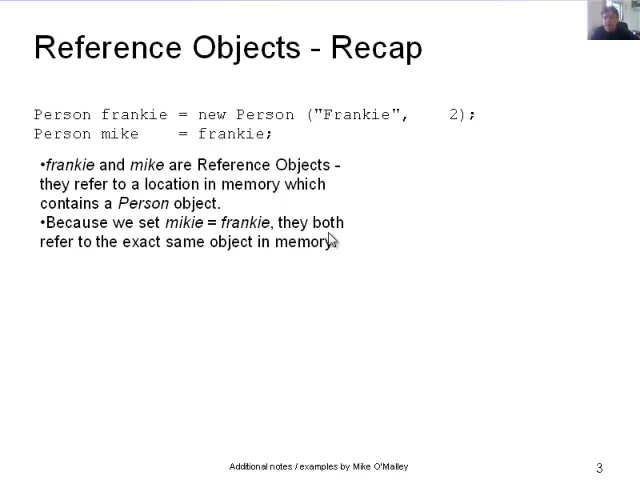 Reference Objects - Recap
Person frankie = new Person ("Frankie", 2);
Person mike = frankie;
•frankie and mike are Reference Objects -
they refer to a location in memory which
contains a Person object.
•Because we set mikie = frankie, they both
refer to the exact same object in memory.
Additional notes / examples by Mike O'Malley
3